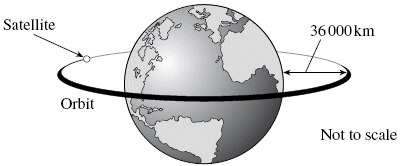 Satellite
36 000 km
Orbit
Not to scale